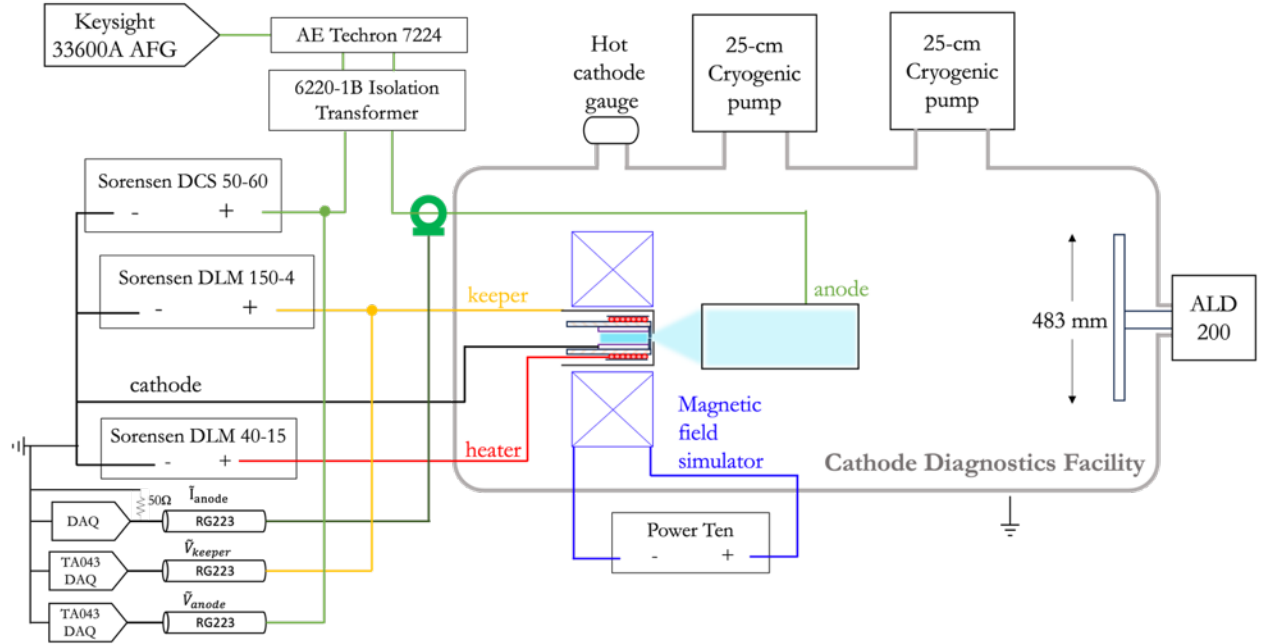 Keysight
33600A AFG
AE Techron 7224
6220-1B Isolation
Transformer
Hot
cathode
gauge
25-cm
Cryogenic
pump
25-cm
Cryogenic
pump
Sorensen DCS 50-60
- +
Sorensen DLM 150-4
- +
keeper
anode
483 mm
ALD
200
cathode
Sorensen DLM 40-15
- +
heater
Magnetic
field
simulator
Cathode Diagnostics Facility
50Ω
DAQ
RG223
Ĩanode
TA043
DAQ
RG223
Ṽkeeper
TA043
DAQ
RG223
Ṽanode
Power Ten
- +